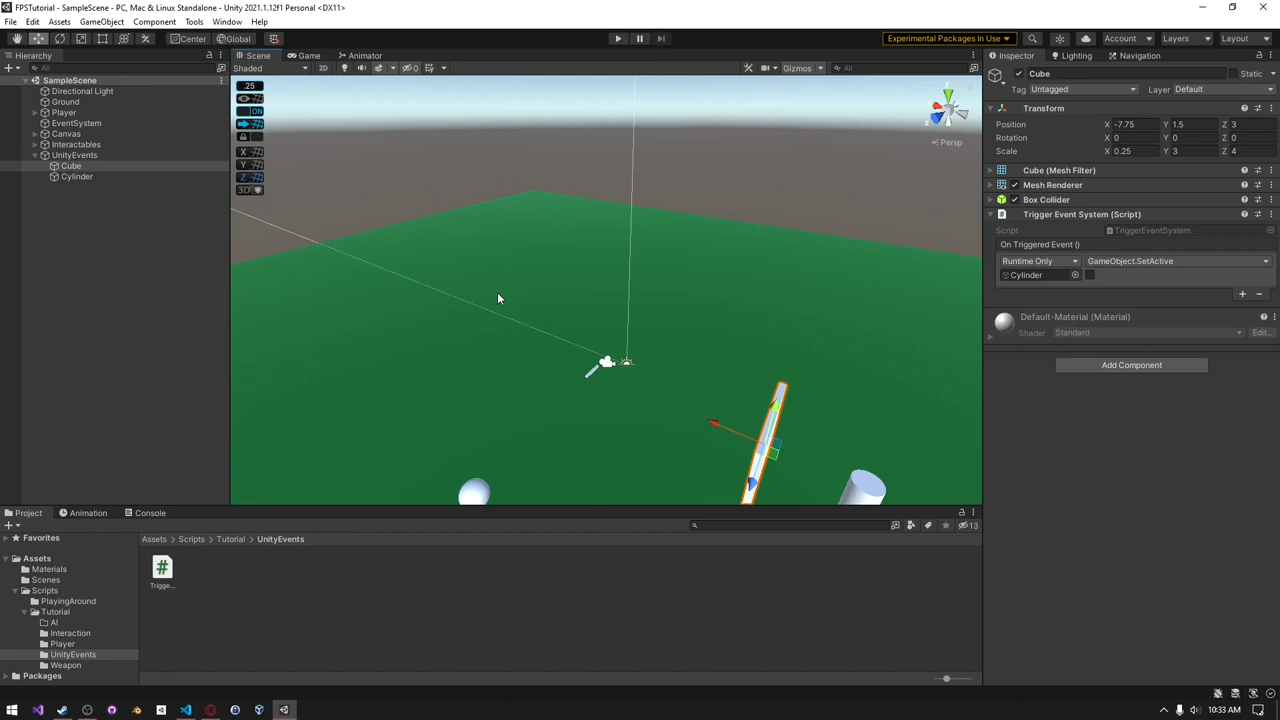 FPSTutorial - SampleScene - PC, Mac & Linux Standalone - Unity 2021.1.12f1 Personal <DX11>
File Edit Assets GameObject Component Tools Window Help
Center Global Experimental Packages In Use Account Layers Layout
Hierarchy Scene Game Animator Inspector Lighting Navigation
All
Shaded 2D 0 Gizmos All
SampleScene
Directional Light
Ground
Player
EventSystem
Canvas
Interactables
UnityEvents
Cube
Cylinder
.25
ON
X
Y
Z
3D
z
Persp
Cube Static
Tag Untagged Layer Default
Transform
Position X -7.75 Y 1.5 Z 3
Rotation X 0 Y 0 Z 0
Scale X 0.25 Y 3 Z 4
Cube (Mesh Filter)
Mesh Renderer
Box Collider
Trigger Event System (Script)
Script TriggerEventSystem
On Triggered Event ()
Runtime Only GameObject.SetActive
Cylinder
Default-Material (Material)
Shader Standard Edit...
Add Component
Project Animation Console
13
Favorites
Assets
Materials
Scenes
Scripts
PlayingAround
Tutorial
AI
Interaction
Player
UnityEvents
Weapon
Packages
Assets > Scripts > Tutorial > UnityEvents
#
Trigge...
10:33 AM